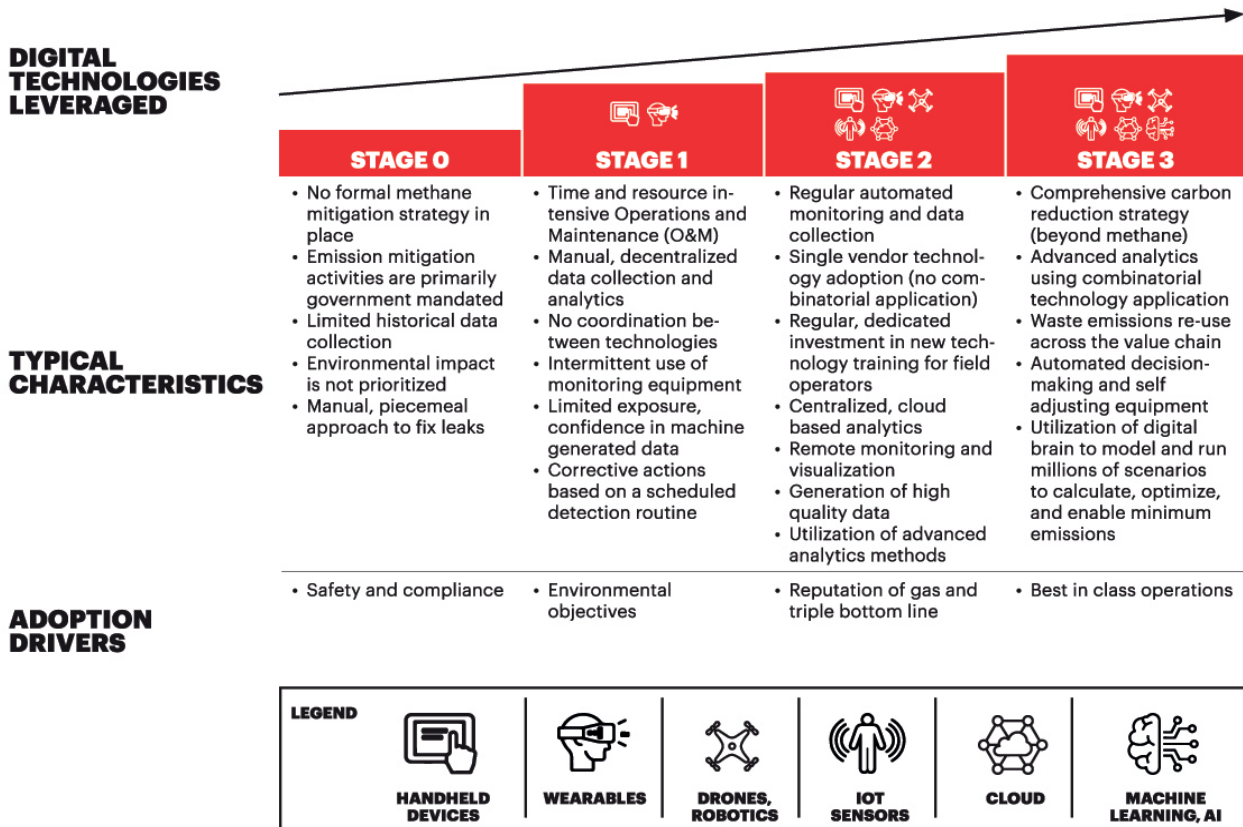 DIGITAL
TECHNOLOGIES
LEVERAGED
STAGE 0
STAGE 1
STAGE 2
STAGE 3
TYPICAL
CHARACTERISTICS
• No formal methane
mitigation strategy in
place
• Emission mitigation
activities are primarily
government mandated
• Limited historical data
collection
• Environmental impact
is not prioritized
• Manual, piecemeal
approach to fix leaks
• Time and resource in-
tensive Operations and
Maintenance (O&M)
• Manual, decentralized
data collection and
analytics
• No coordination be-
tween technologies
• Intermittent use of
monitoring equipment
• Limited exposure,
confidence in machine
generated data
• Corrective actions
based on a scheduled
detection routine
• Regular automated
monitoring and data
collection
• Single vendor technol-
ogy adoption (no com-
binatorial application)
• Regular, dedicated
investment in new tech-
nology training for field
operators
• Centralized, cloud
based analytics
• Remote monitoring and
visualization
• Generation of high
quality data
• Utilization of advanced
analytics methods
• Comprehensive carbon
reduction strategy
(beyond methane)
• Advanced analytics
using combinatorial
technology application
• Waste emissions re-use
across the value chain
• Automated decision-
making and self
adjusting equipment
• Utilization of digital
brain to model and run
millions of scenarios
to calculate, optimize,
and enable minimum
emissions
ADOPTION
DRIVERS
• Safety and compliance
• Environmental
objectives
• Reputation of gas and
triple bottom line
• Best in class operations
LEGEND
HANDHELD
DEVICES
WEARABLES
DRONES,
ROBOTICS
IOT
SENSORS
CLOUD
MACHINE
LEARNING, AI